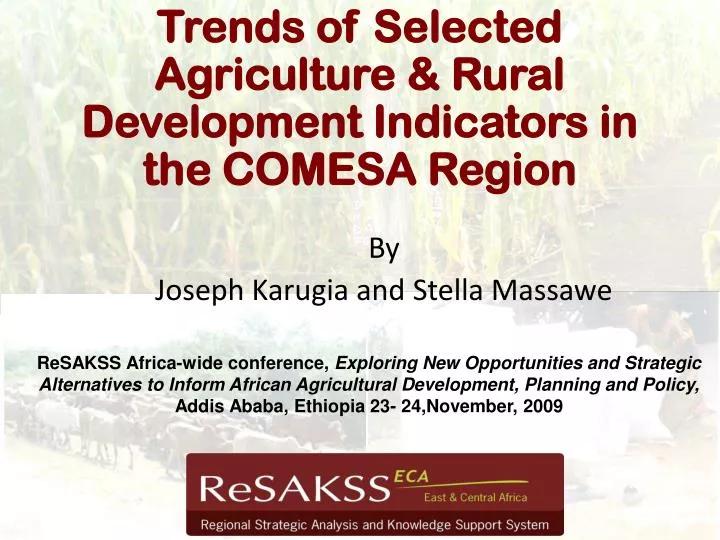 Trends of Selected
Agriculture & Rural
Development Indicators in
the COMESA Region
By
Joseph Karugia and Stella Massawe
ReSAKSS Africa-wide conference, Exploring New Opportunities and Strategic
Alternatives to Inform African Agricultural Development, Planning and Policy,
Addis Ababa, Ethiopia 23- 24,November, 2009
ReSAKSS ECA
East & Central Africa
Regional Strategic Analysis and Knowledge Support System